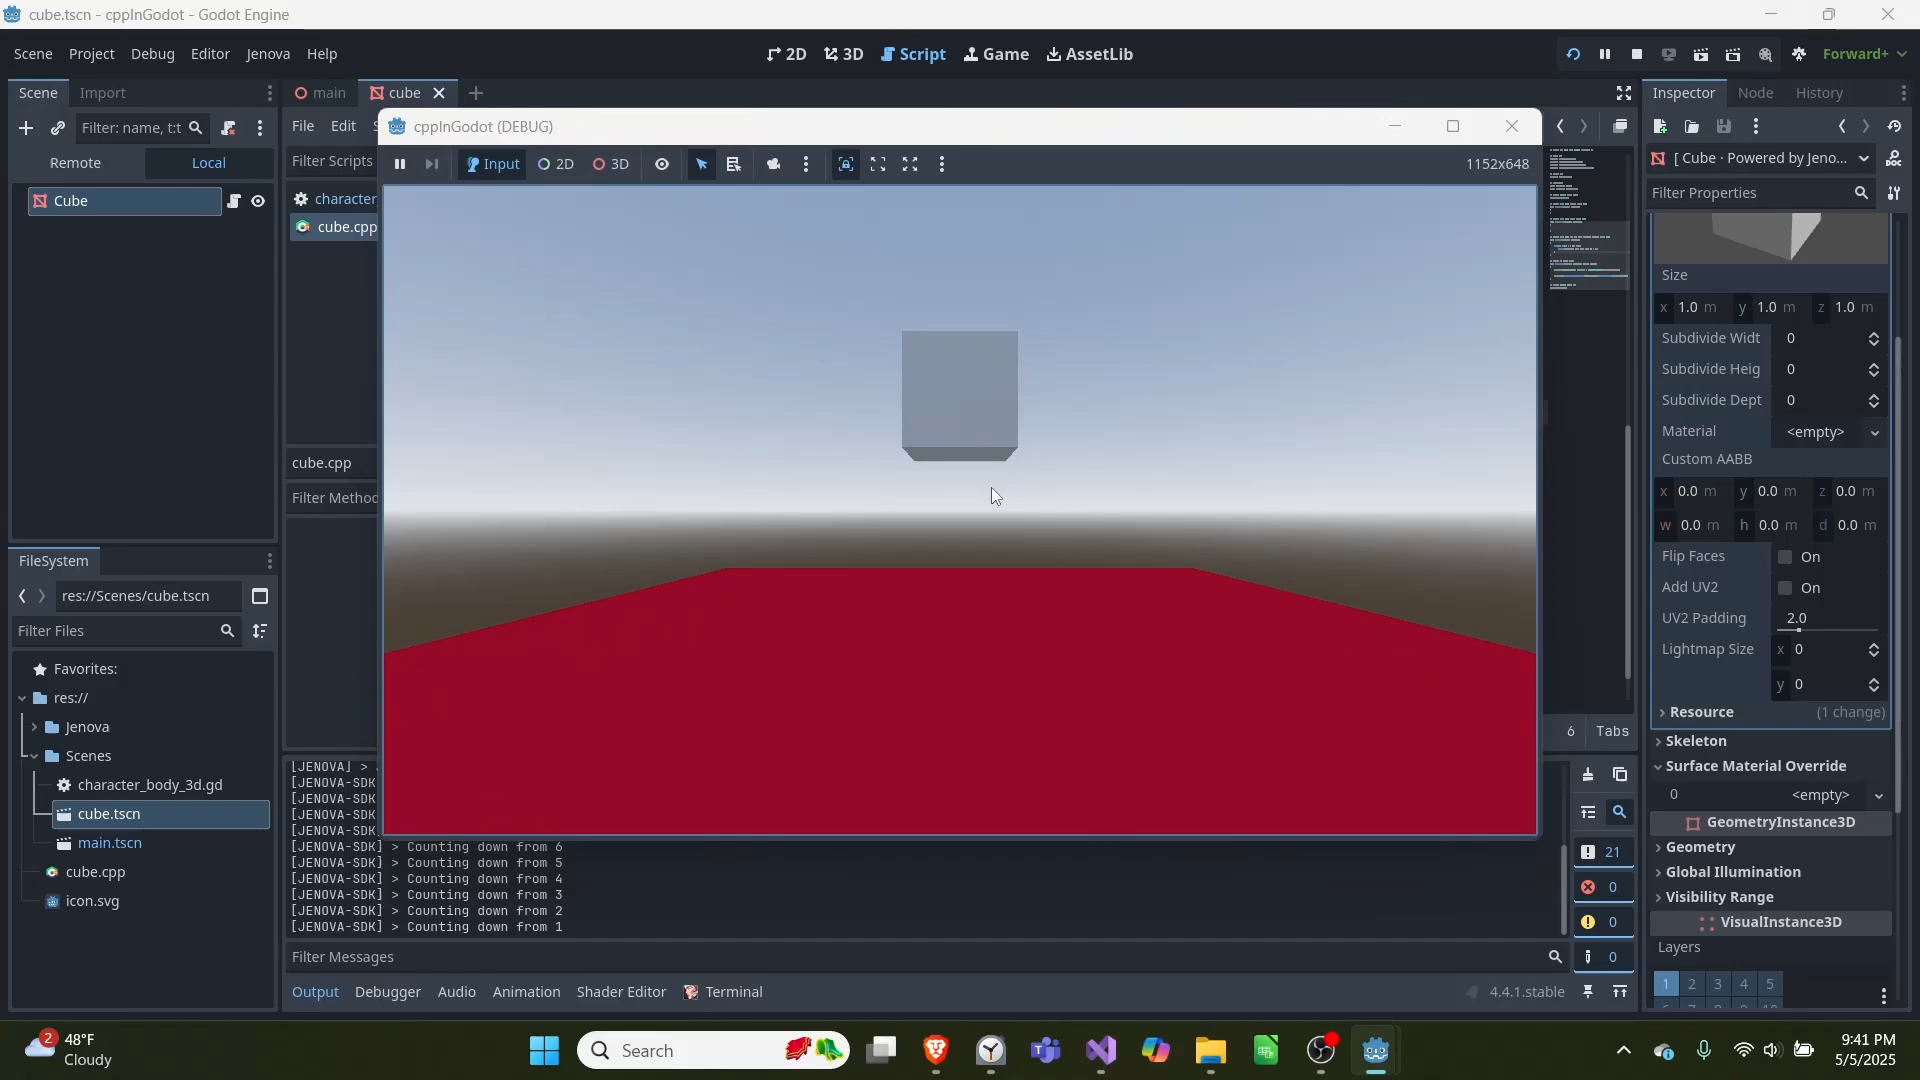 cube.tscn - cppInGodot - Godot Engine
Scene Project Debug Editor Jenova Help
2D 3D Script Game AssetLib
Forward+
Scene Import
main cube
Inspector Node History
Filter: name, t:t
File Edit
cppInGodot (DEBUG)
Remote Local
Filter Scripts
Input 2D 3D
1152x648
[ Cube · Powered by Jeno...
Filter Properties
Cube
character
cube.cpp
Size
x 1.0 m y 1.0 m z 1.0 m
Subdivide Widt 0
Subdivide Heig 0
Subdivide Dept 0
Material <empty>
Custom AABB
x 0.0 m y 0.0 m z 0.0 m
w 0.0 m h 0.0 m d 0.0 m
Flip Faces On
Add UV2 On
UV2 Padding 2.0
Lightmap Size x 0
y 0
Resource (1 change)
Skeleton
Surface Material Override
0 <empty>
GeometryInstance3D
Geometry
Global Illumination
Visibility Range
VisualInstance3D
Layers
1 2 3 4 5
cube.cpp
Filter Method
6 Tabs
FileSystem
res://Scenes/cube.tscn
Filter Files
Favorites:
res://
Jenova
Scenes
character_body_3d.gd
cube.tscn
main.tscn
cube.cpp
icon.svg
[JENOVA] >
[JENOVA-SDK
[JENOVA-SDK
[JENOVA-SDK
[JENOVA-SDK
[JENOVA-SDK] > Counting down from 6
[JENOVA-SDK] > Counting down from 5
[JENOVA-SDK] > Counting down from 4
[JENOVA-SDK] > Counting down from 3
[JENOVA-SDK] > Counting down from 2
[JENOVA-SDK] > Counting down from 1
21
0
0
0
Filter Messages
Output Debugger Audio Animation Shader Editor Terminal
4.4.1.stable
2
48°F
Cloudy
Search
9:41 PM
5/5/2025